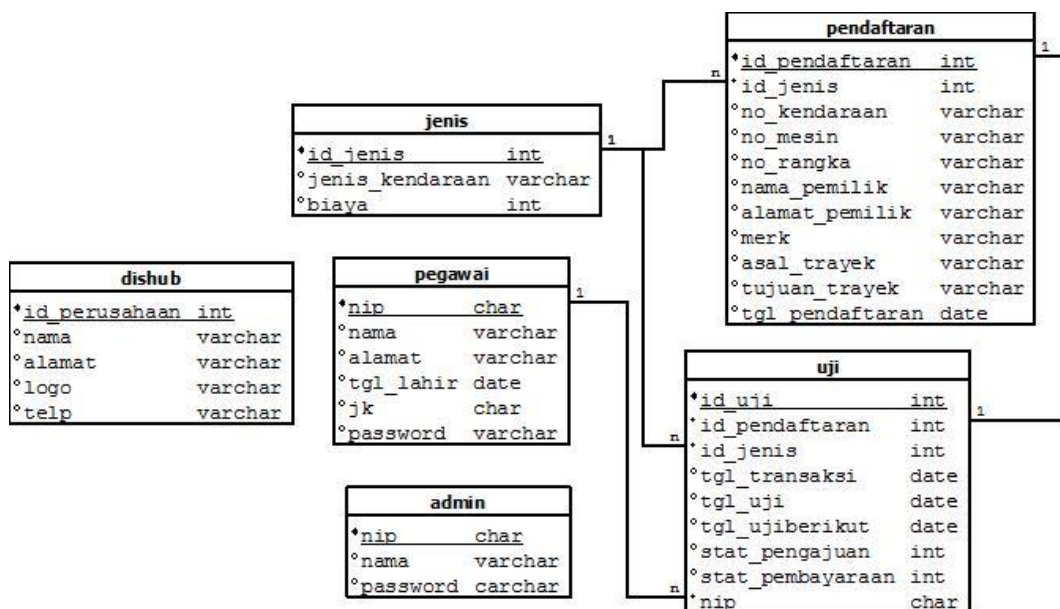 pendaftaran
id_pendaftaran int
id_jenis int
no_kendaraan varchar
no_mesin varchar
no_rangka varchar
nama_pemilik varchar
alamat_pemilik varchar
merk varchar
asal_trayek varchar
tujuan_trayek varchar
tgl_pendaftaran date
1
n
jenis
id_jenis int
jenis_kendaraan varchar
biaya int
1
dishub
id_perusahaan int
nama varchar
alamat varchar
logo varchar
telp varchar
pegawai
nip char
nama varchar
alamat varchar
tgl_lahir date
jk char
password varchar
1
admin
nip char
nama varchar
password carchar
uji
id_uji int
id_pendaftaran int
id_jenis int
tgl_transaksi date
tgl_uji date
tgl_ujiberikut date
stat_pengajuan int
stat_pembayaraan int
nip char
1
n
n